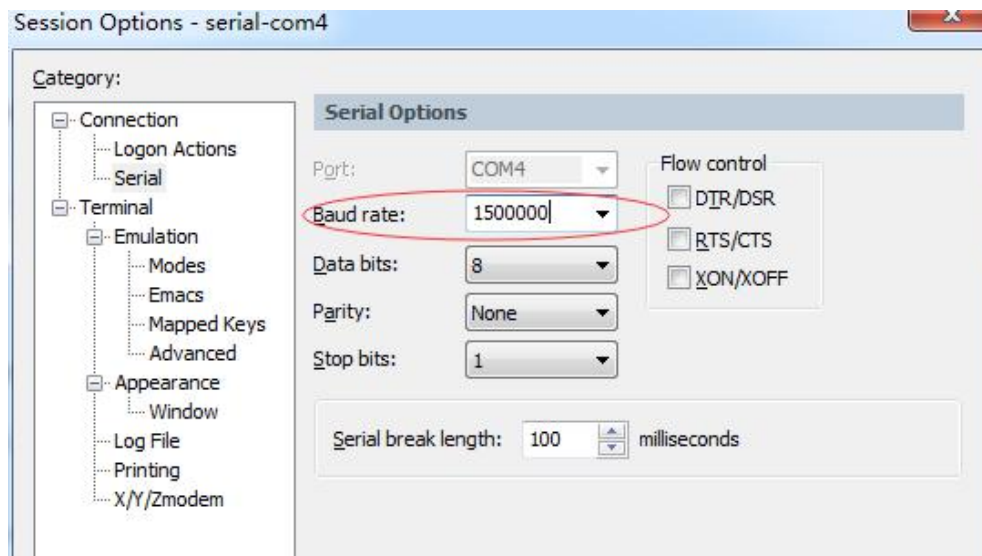 Session Options - serial-com4
Category:
Connection
Logon Actions
Serial
Terminal
Emulation
Modes
Emacs
Mapped Keys
Advanced
Appearance
Window
Log File
Printing
X/Y/Zmodem
Serial Options
Port: COM4
Baud rate: 1500000
Data bits: 8
Parity: None
Stop bits: 1
Flow control
DTR/DSR
RTS/CTS
XON/XOFF
Serial break length: 100 milliseconds